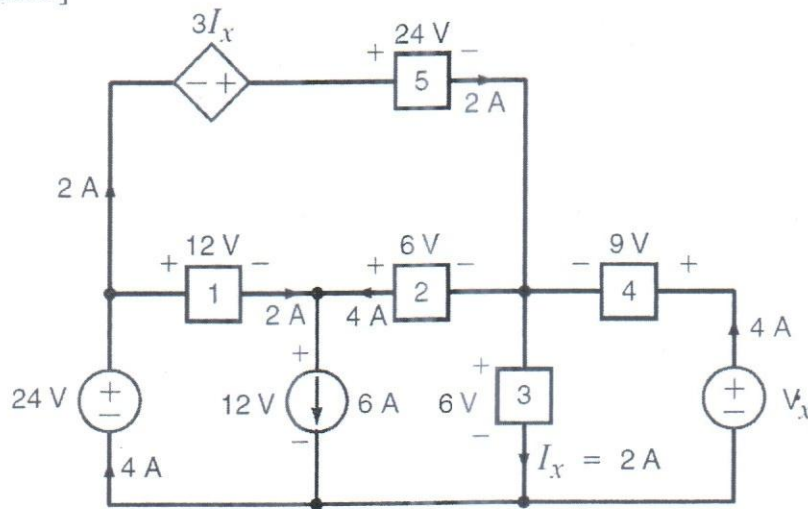 3Iₓ
24 V
+ −
− +
5
2 A
2 A
12 V 6 V 9 V
+ − + − − +
1 2 4
2 A 4 A
4 A
+ + +
24 V + − 12 V 6 A 6 V 3 + − Vₓ
− −
4 A Iₓ = 2 A